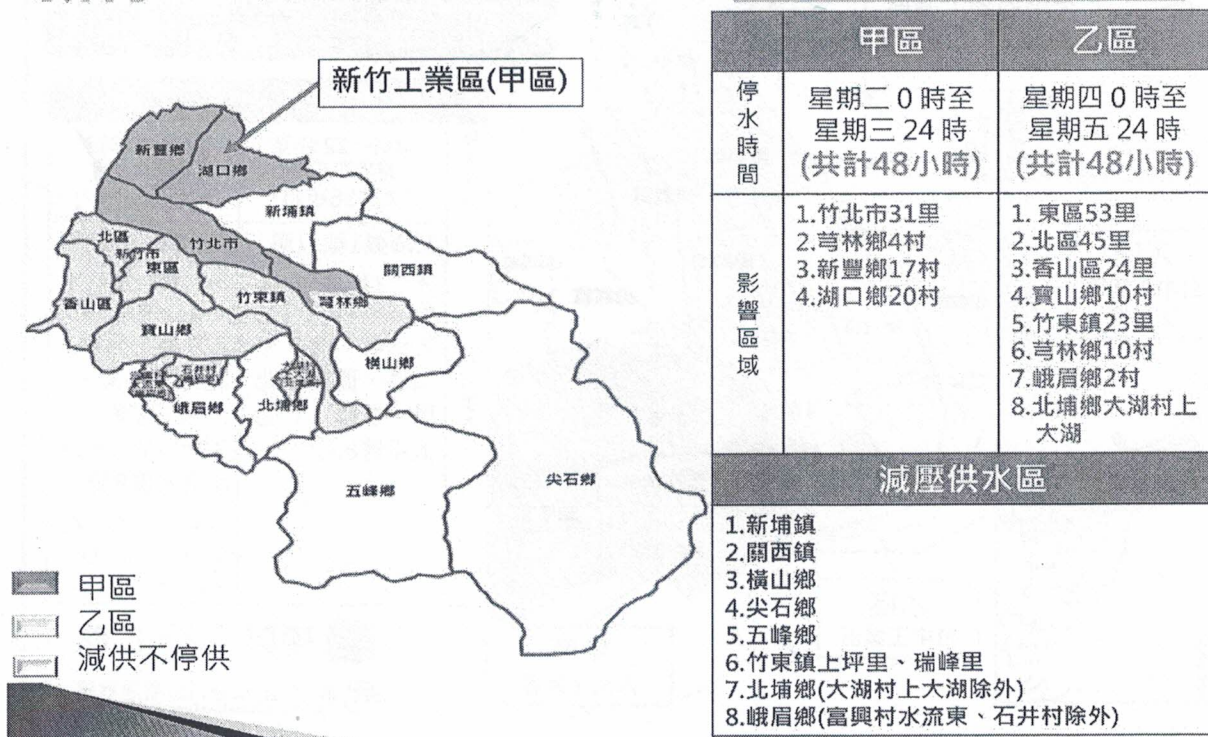 新竹工業區(甲區)
新豐鄉
湖口鄉
新埔鎮
竹北市
北區
新竹市
東區
關西鎮
香山區
竹東鎮
芎林鄉
寶山鄉
橫山鄉
石井村
峨眉鄉
北埔鄉
五峰鄉
尖石鄉
甲區
乙區
減供不停供
甲區
乙區
停水時間
星期二 0 時至
星期三 24 時
(共計48小時)
星期四 0 時至
星期五 24 時
(共計48小時)
影響區域
1.竹北市31里
2.芎林鄉4村
3.新豐鄉17村
4.湖口鄉20村
1. 東區53里
2.北區45里
3.香山區24里
4.寶山鄉10村
5.竹東鎮23里
6.芎林鄉10村
7.峨眉鄉2村
8.北埔鄉大湖村上
大湖
減壓供水區
1.新埔鎮
2.關西鎮
3.橫山鄉
4.尖石鄉
5.五峰鄉
6.竹東鎮上坪里、瑞峰里
7.北埔鄉(大湖村上大湖除外)
8.峨眉鄉(富興村水流東、石井村除外)